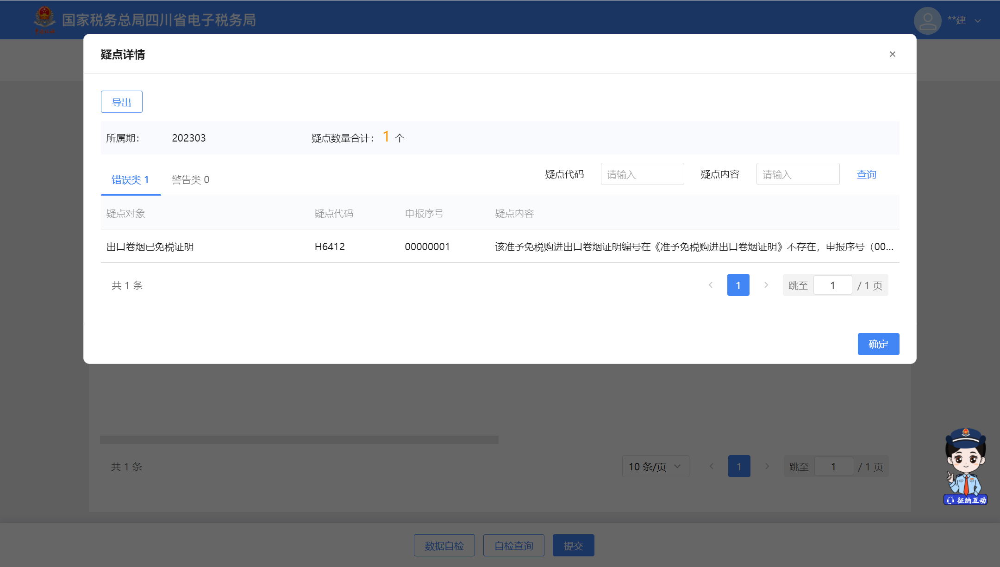 国家税务总局四川省电子税务局
**建
疑点详情
导出
所属期： 202303 疑点数量合计： 1 个
错误类 1 警告类 0 疑点代码 请输入 疑点内容 请输入 查询
疑点对象 疑点代码 申报序号 疑点内容
出口卷烟已免税证明 H6412 00000001 该准予免税购进出口卷烟证明编号在《准予免税购进出口卷烟证明》不存在，申报序号（00...
共 1 条 1 跳至 1 / 1 页
确定
共 1 条 10 条/页 1 跳至 1 / 1 页
征纳互动
数据自检 自检查询 提交